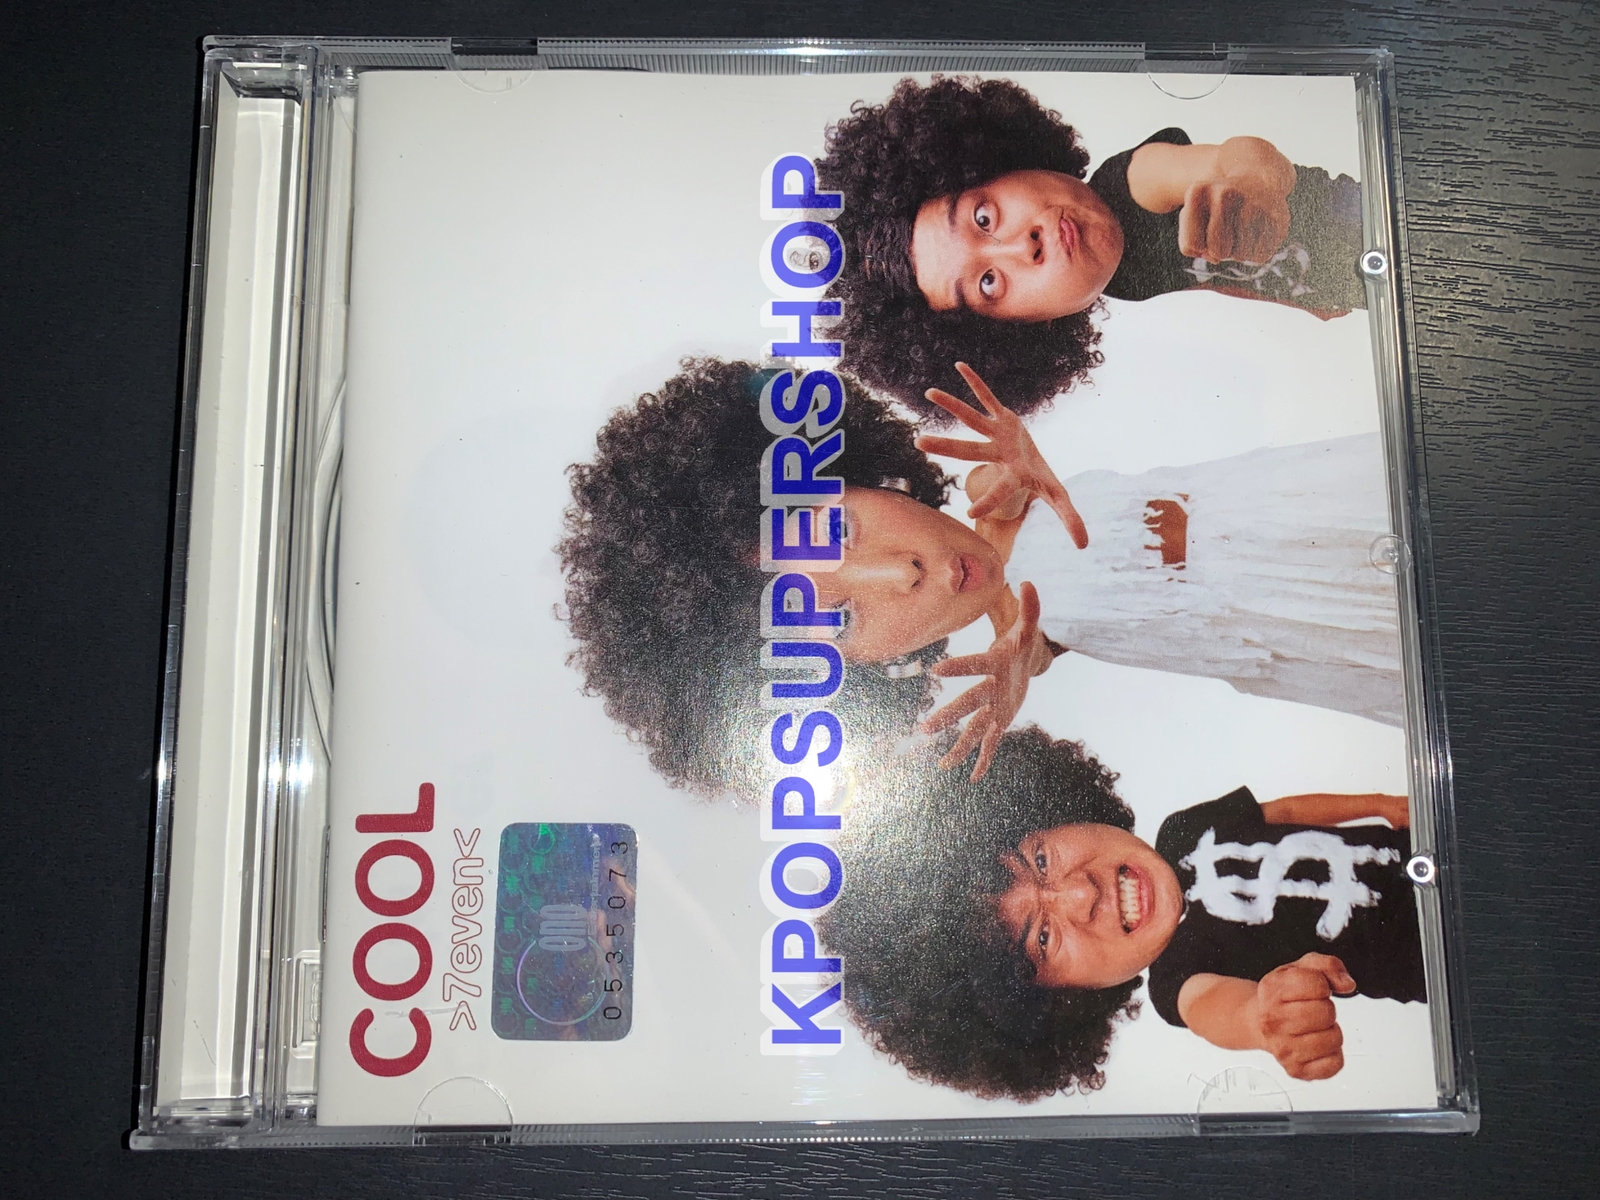 COOL
>7even<
0535073
KPOPSUPERSHOP